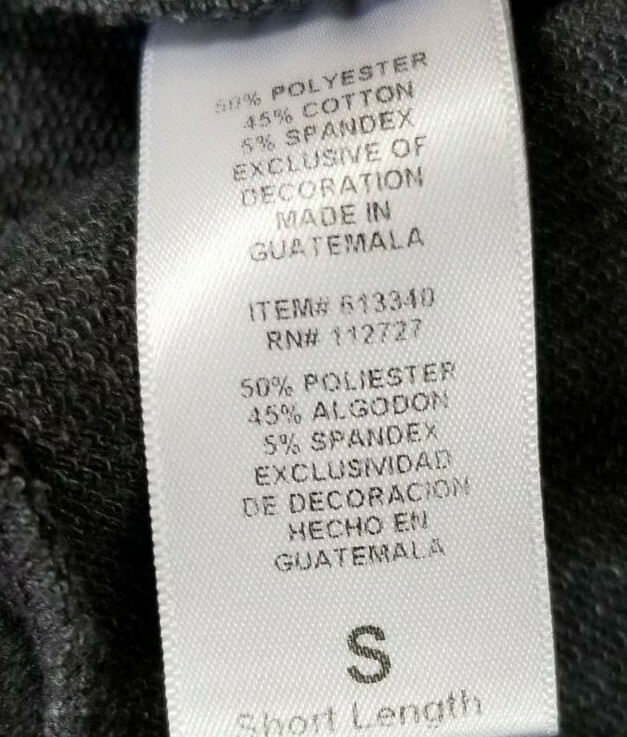 50% POLYESTER
45% COTTON
5% SPANDEX
EXCLUSIVE OF
DECORATION
MADE IN
GUATEMALA
ITEM# 613340
RN# 112727
50% POLIESTER
45% ALGODON
5% SPANDEX
EXCLUSIVIDAD
DE DECORACION
HECHO EN
GUATEMALA
S
Short Length